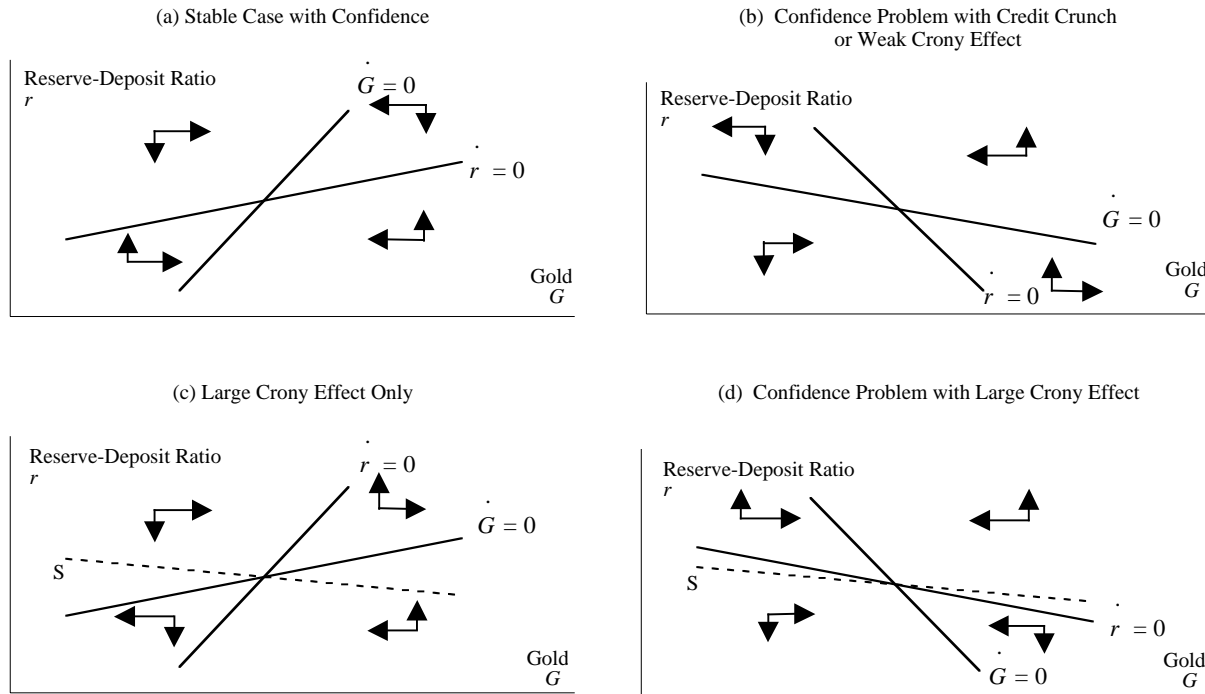 (a) Stable Case with Confidence
Reserve-Deposit Ratio
r
Ġ = 0
ṙ = 0
Gold
G
(b) Confidence Problem with Credit Crunch
or Weak Crony Effect
Reserve-Deposit Ratio
r
Ġ = 0
Gold
G
ṙ = 0
(c) Large Crony Effect Only
Reserve-Deposit Ratio
r
ṙ = 0
Ġ = 0
S
Gold
G
(d) Confidence Problem with Large Crony Effect
Reserve-Deposit Ratio
r
S
ṙ = 0
Ġ = 0
Gold
G